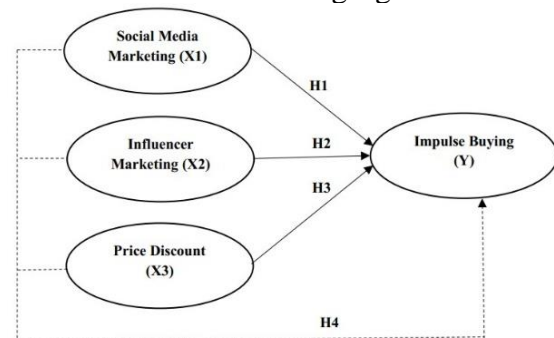 Social Media
Marketing (X1)
H1
Influencer
Marketing (X2)
H2
Impulse Buying
(Y)
H3
Price Discount
(X3)
H4